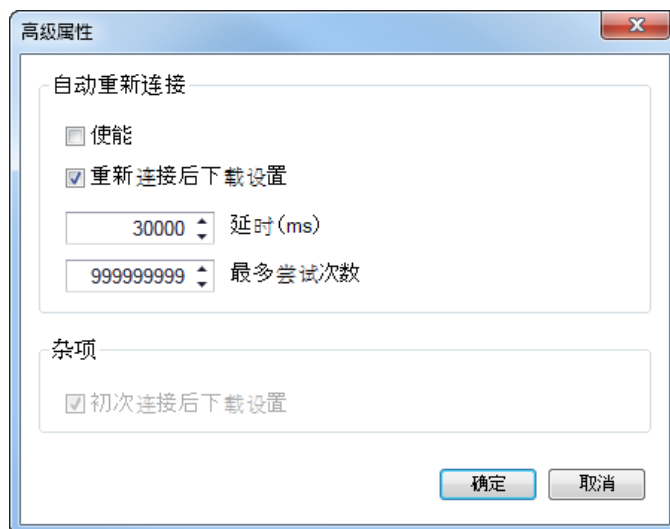 高级属性
自动重新连接
使能
重新连接后下载设置
30000 延时(ms)
999999999 最多尝试次数
杂项
初次连接后下载设置
确定 取消